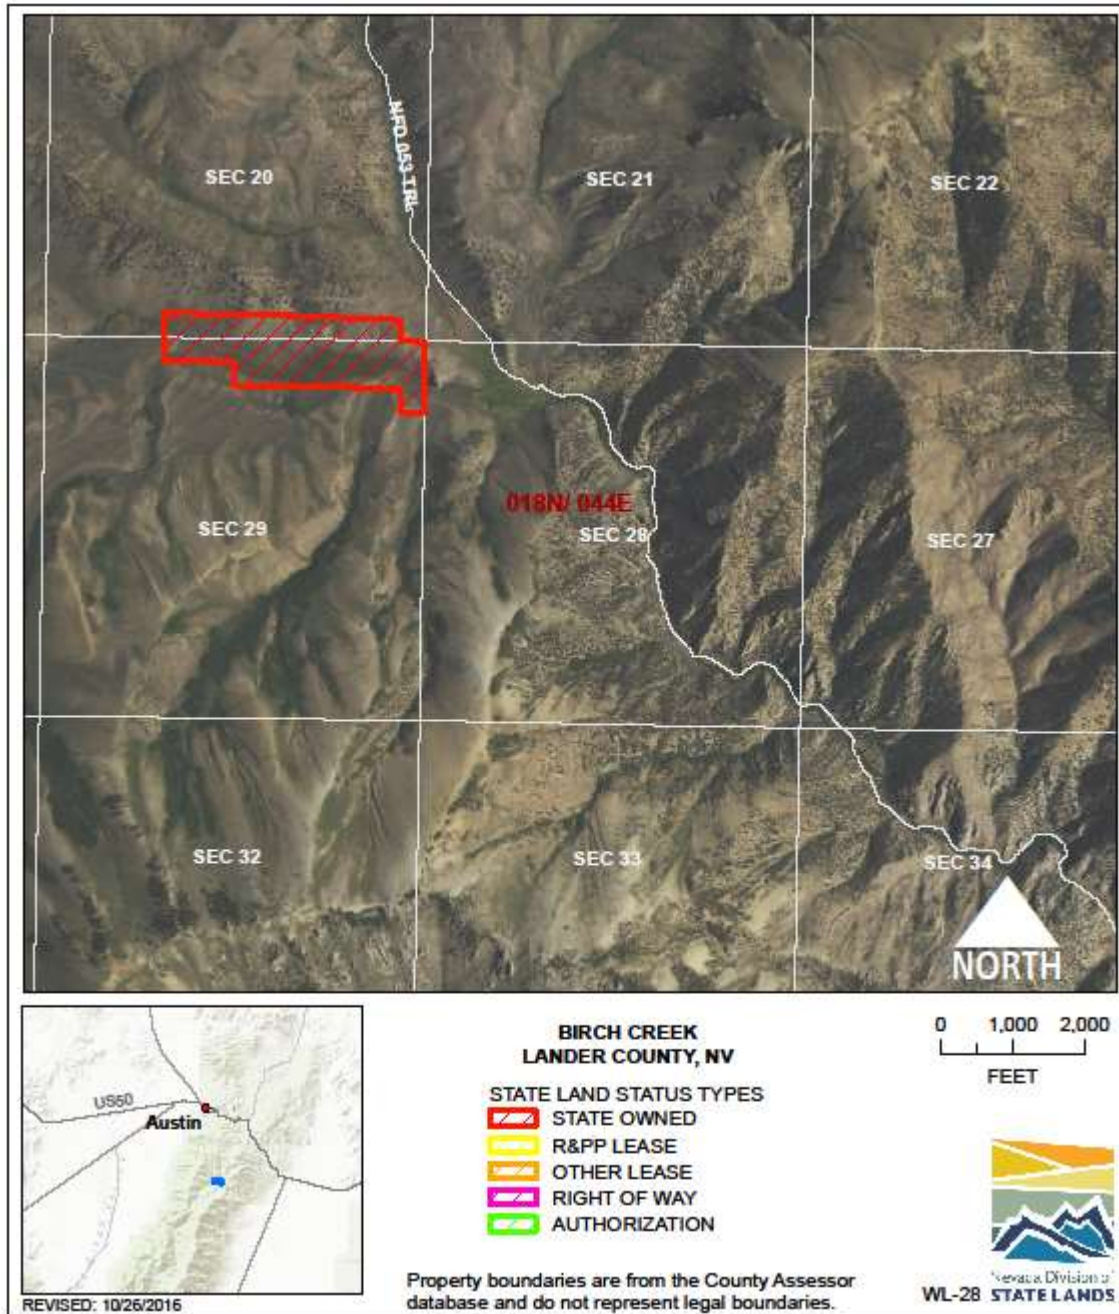 NFD 053 TRL
SEC 20
SEC 21
SEC 22
018N/ 044E
SEC 29
SEC 28
SEC 27
SEC 32
SEC 33
SEC 34
NORTH
US50
Austin
REVISED: 10/26/2016
BIRCH CREEK
LANDER COUNTY, NV
STATE LAND STATUS TYPES
STATE OWNED
R&PP LEASE
OTHER LEASE
RIGHT OF WAY
AUTHORIZATION
Property boundaries are from the County Assessor
database and do not represent legal boundaries.
0 1,000 2,000
FEET
Nevada Division of
WL-28 STATE LANDS